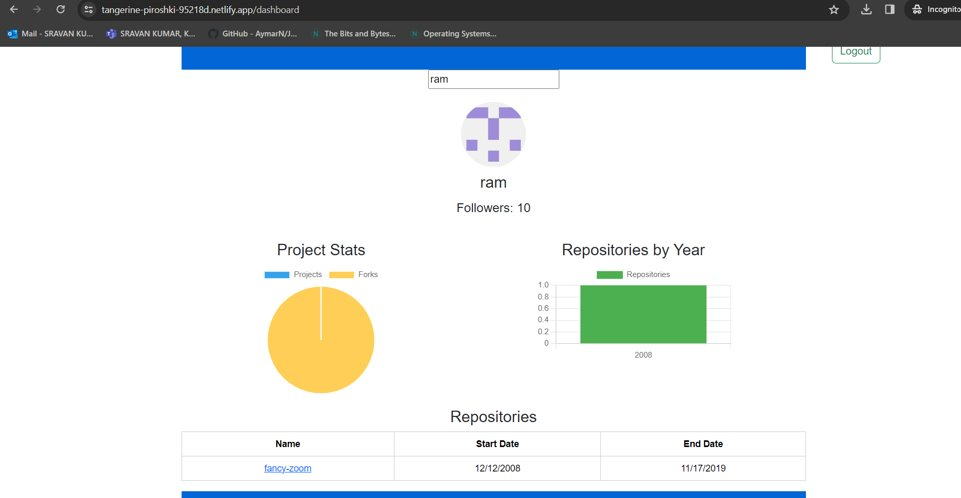 tangerine-piroshki-95218d.netlify.app/dashboard
Incognito
Mail - SRAVAN KU...
SRAVAN KUMAR, K...
GitHub - AymarN/J...
The Bits and Bytes...
Operating Systems...
Logout
ram
ram
Followers: 10
Project Stats
Projects
Forks
Repositories by Year
Repositories
1.0
0.8
0.6
0.4
0.2
0
2008
Repositories
Name Start Date End Date
fancy-zoom 12/12/2008 11/17/2019